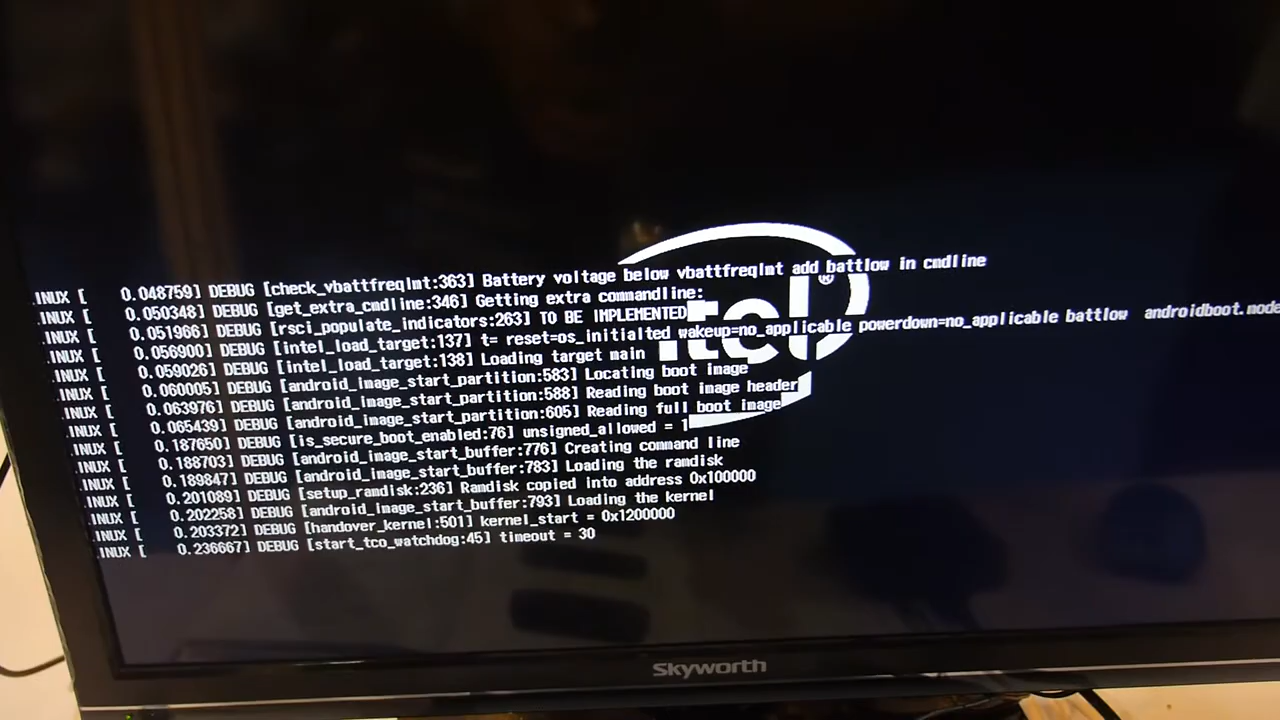 .INUX [ 0.048759] DEBUG [check_vbattfreqlmt:363] Battery voltage below vbattfreqlmt add battlow in cmdline
.INUX [ 0.050348] DEBUG [get_extra_cmdline:346] Getting extra commandline:
.INUX [ 0.051966] DEBUG [rsci_populate_indicators:263] TO BE IMPLEMENTED
.INUX [ 0.056900] DEBUG [intel_load_target:137] t= reset=os_initialted wakeup=no_applicable powerdown=no_applicable battlow androidboot.mode
.INUX [ 0.059026] DEBUG [intel_load_target:138] Loading target main
.INUX [ 0.060005] DEBUG [android_image_start_partition:583] Locating boot image
.INUX [ 0.063976] DEBUG [android_image_start_partition:588] Reading boot image header
.INUX [ 0.065439] DEBUG [android_image_start_partition:605] Reading full boot image
.INUX [ 0.187650] DEBUG [is_secure_boot_enabled:76] unsigned_allowed = 1
.INUX [ 0.188703] DEBUG [android_image_start_buffer:776] Creating command line
.INUX [ 0.189847] DEBUG [android_image_start_buffer:783] Loading the ramdisk
.INUX [ 0.201089] DEBUG [setup_ramdisk:236] Ramdisk copied into address 0x100000
.INUX [ 0.202258] DEBUG [android_image_start_buffer:793] Loading the kernel
.INUX [ 0.203372] DEBUG [handover_kernel:501] kernel_start = 0x1200000
.INUX [ 0.236667] DEBUG [start_tco_watchdog:45] timeout = 30
intel®
Skyworth